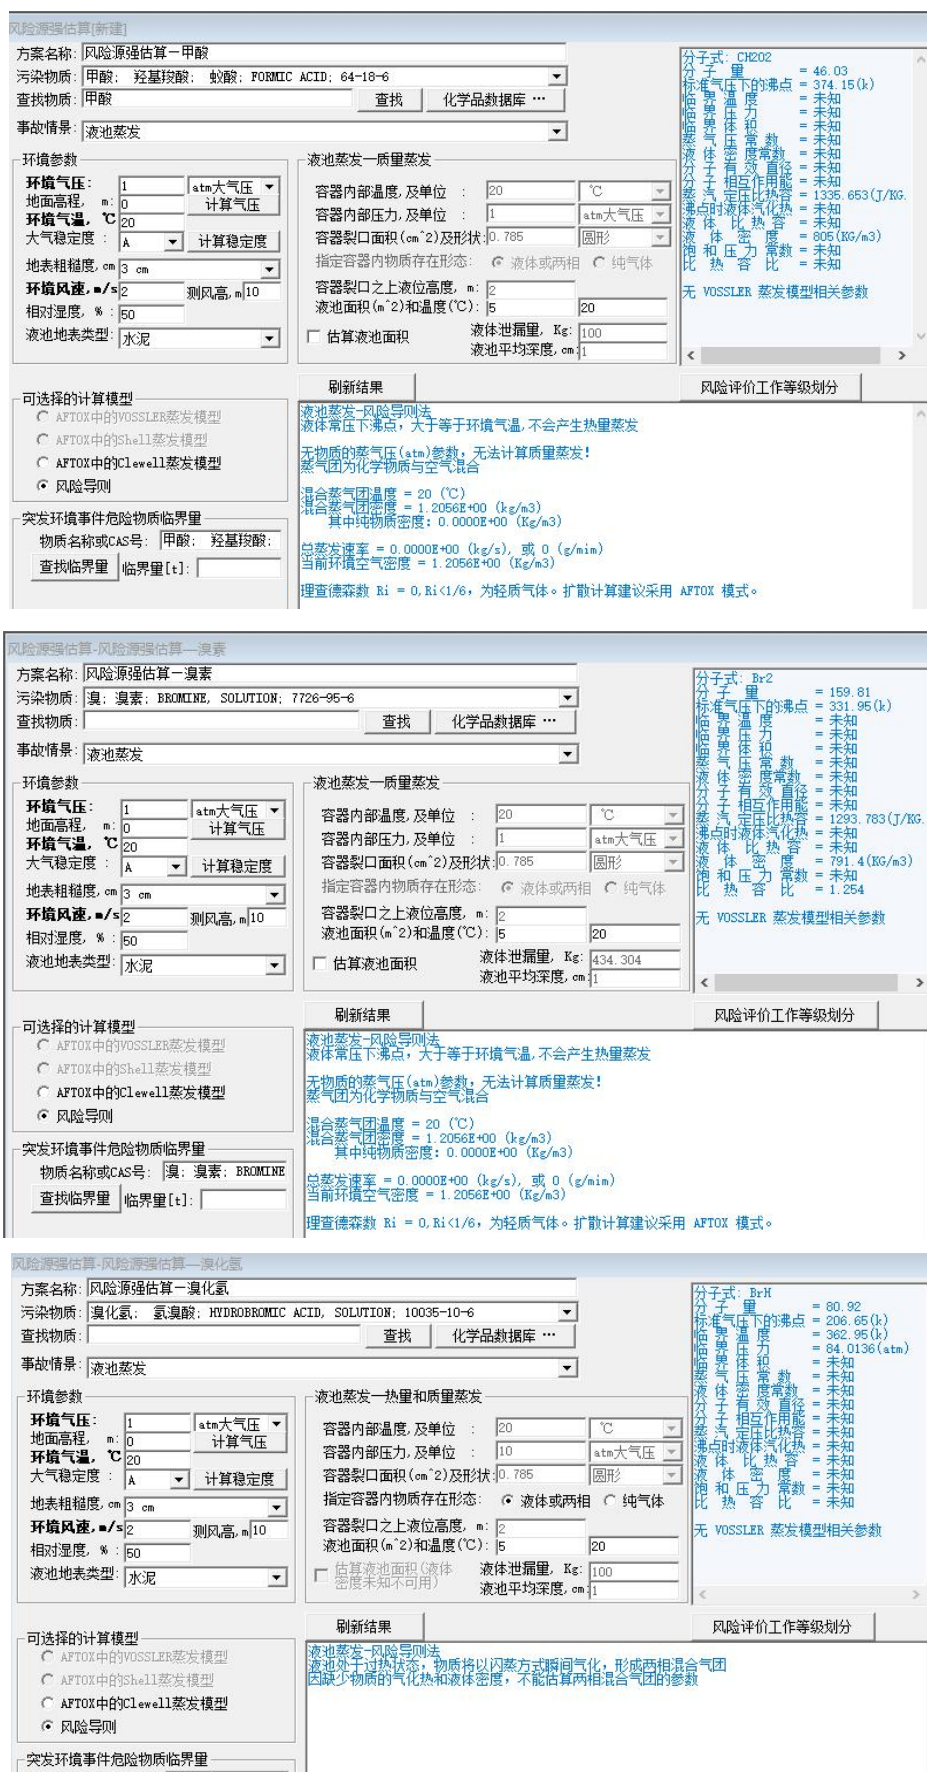 风险源强估算[新建]
方案名称: 风险源强估算—甲酸
污染物质: 甲酸; 羟基羧酸; 蚁酸; FORMIC ACID; 64-18-6
查找物质: 甲酸 查找 化学品数据库 …
事故情景: 液池蒸发
分子式: CH2O2
分 子 量 = 46.03
标准气压下的沸点 = 374.15(k)
临 界 温 度 = 未知
临 界 压 力 = 未知
临 界 体 积 = 未知
蒸 气 压 常 数 = 未知
液 体 密 度常数 = 未知
分 子 有 效 直径 = 未知
分 子 相互作用能 = 未知
蒸 汽 定压比热容 = 1335.653(J/KG.
沸点时液体汽化热 = 未知
液 体 比 热 容 = 未知
液 体 密 度 = 805(KG/m3)
饱 和 压 力 常数 = 未知
比 热 容 比 = 未知
无 VOSSLER 蒸发模型相关参数
环境参数
环境气压: 1 atm大气压
地面高程, m: 0 计算气压
环境气温, ℃ 20
大气稳定度 : A 计算稳定度
地表粗糙度, cm 3 cm
环境风速, m/s 2 测风高, m 10
相对湿度, % : 50
液池地表类型: 水泥
液池蒸发—质量蒸发
容器内部温度, 及单位 : 20 ℃
容器内部压力, 及单位 : 1 atm大气压
容器裂口面积(cm^2)及形状: 0.785 圆形
指定容器内物质存在形态: 液体或两相 纯气体
容器裂口之上液位高度, m: 2
液池面积(m^2)和温度(℃): 5 20
估算液池面积 液体泄漏量, Kg: 100
液池平均深度, cm: 1
刷新结果 风险评价工作等级划分
可选择的计算模型
AFTOX中的VOSSLER蒸发模型
AFTOX中的Shell蒸发模型
AFTOX中的Clewell蒸发模型
风险导则
突发环境事件危险物质临界量
物质名称或CAS号: 甲酸; 羟基羧酸;
查找临界量 临界量[t]:
液池蒸发-风险导则法
液体常压下沸点, 大于等于环境气温, 不会产生热量蒸发
无物质的蒸气压(atm)参数, 无法计算质量蒸发!
蒸气团为化学物质与空气混合
混合蒸气团温度 = 20 (℃)
混合蒸气团密度 = 1.2056E+00 (kg/m3)
其中纯物质密度: 0.0000E+00 (Kg/m3)
总蒸发速率 = 0.0000E+00 (kg/s), 或 0 (g/min)
当前环境空气密度 = 1.2056E+00 (Kg/m3)
理查德森数 Ri = 0, Ri<1/6, 为轻质气体。扩散计算建议采用 AFTOX 模式。
风险源强估算-风险源强估算—溴素
方案名称: 风险源强估算—溴素
污染物质: 溴; 溴素; BROMINE, SOLUTION; 7726-95-6
查找物质: 查找 化学品数据库 …
事故情景: 液池蒸发
分子式: Br2
分 子 量 = 159.81
标准气压下的沸点 = 331.95(k)
临 界 温 度 = 未知
临 界 压 力 = 未知
临 界 体 积 = 未知
蒸 气 压 常 数 = 未知
液 体 密 度常数 = 未知
分 子 有 效 直径 = 未知
分 子 相互作用能 = 未知
蒸 汽 定压比热容 = 1293.783(J/KG.
沸点时液体汽化热 = 未知
液 体 比 热 容 = 未知
液 体 密 度 = 791.4(KG/m3)
饱 和 压 力 常数 = 未知
比 热 容 比 = 1.254
无 VOSSLER 蒸发模型相关参数
环境参数
环境气压: 1 atm大气压
地面高程, m: 0 计算气压
环境气温, ℃ 20
大气稳定度 : A 计算稳定度
地表粗糙度, cm 3 cm
环境风速, m/s 2 测风高, m 10
相对湿度, % : 50
液池地表类型: 水泥
液池蒸发—质量蒸发
容器内部温度, 及单位 : 20 ℃
容器内部压力, 及单位 : 1 atm大气压
容器裂口面积(cm^2)及形状: 0.785 圆形
指定容器内物质存在形态: 液体或两相 纯气体
容器裂口之上液位高度, m: 2
液池面积(m^2)和温度(℃): 5 20
估算液池面积 液体泄漏量, Kg: 434.304
液池平均深度, cm: 1
刷新结果 风险评价工作等级划分
可选择的计算模型
AFTOX中的VOSSLER蒸发模型
AFTOX中的Shell蒸发模型
AFTOX中的Clewell蒸发模型
风险导则
突发环境事件危险物质临界量
物质名称或CAS号: 溴; 溴素; BROMINE
查找临界量 临界量[t]:
液池蒸发-风险导则法
液体常压下沸点, 大于等于环境气温, 不会产生热量蒸发
无物质的蒸气压(atm)参数, 无法计算质量蒸发!
蒸气团为化学物质与空气混合
混合蒸气团温度 = 20 (℃)
混合蒸气团密度 = 1.2056E+00 (kg/m3)
其中纯物质密度: 0.0000E+00 (Kg/m3)
总蒸发速率 = 0.0000E+00 (kg/s), 或 0 (g/min)
当前环境空气密度 = 1.2056E+00 (Kg/m3)
理查德森数 Ri = 0, Ri<1/6, 为轻质气体。扩散计算建议采用 AFTOX 模式。
风险源强估算-风险源强估算—溴化氢
方案名称: 风险源强估算—溴化氢
污染物质: 溴化氢; 氢溴酸; HYDROBROMIC ACID, SOLUTION; 10035-10-6
查找物质: 查找 化学品数据库 …
事故情景: 液池蒸发
分子式: BrH
分 子 量 = 80.92
标准气压下的沸点 = 206.65(k)
临 界 温 度 = 362.95(k)
临 界 压 力 = 84.0136(atm)
临 界 体 积 = 未知
蒸 气 压 常 数 = 未知
液 体 密 度常数 = 未知
分 子 有 效 直径 = 未知
分 子 相互作用能 = 未知
蒸 汽 定压比热容 = 未知
沸点时液体汽化热 = 未知
液 体 比 热 容 = 未知
液 体 密 度 = 未知
饱 和 压 力 常数 = 未知
比 热 容 比 = 未知
无 VOSSLER 蒸发模型相关参数
环境参数
环境气压: 1 atm大气压
地面高程, m: 0 计算气压
环境气温, ℃ 20
大气稳定度 : A 计算稳定度
地表粗糙度, cm 3 cm
环境风速, m/s 2 测风高, m 10
相对湿度, % : 50
液池地表类型: 水泥
液池蒸发—热量和质量蒸发
容器内部温度, 及单位 : 20 ℃
容器内部压力, 及单位 : 10 atm大气压
容器裂口面积(cm^2)及形状: 0.785 圆形
指定容器内物质存在形态: 液体或两相 纯气体
容器裂口之上液位高度, m: 2
液池面积(m^2)和温度(℃): 5 20
估算液池面积(液体密度未知不可用) 液体泄漏量, Kg: 100
液池平均深度, cm: 1
刷新结果 风险评价工作等级划分
可选择的计算模型
AFTOX中的VOSSLER蒸发模型
AFTOX中的Shell蒸发模型
AFTOX中的Clewell蒸发模型
风险导则
突发环境事件危险物质临界量
液池蒸发-风险导则法
液池处于过热状态, 物质将以闪蒸方式瞬间气化, 形成两相混合气团
因缺少物质的气化热和液体密度, 不能估算两相混合气团的参数